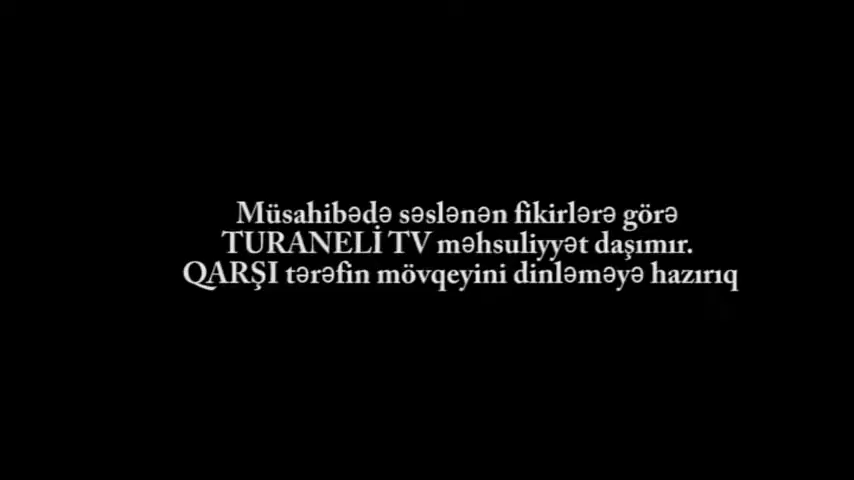 Müsahibədə səslənən fikirlərə görə
TURANELİ TV məhsuliyyət daşımır.
QARŞI tərəfin mövqeyini dinləməyə hazırıq